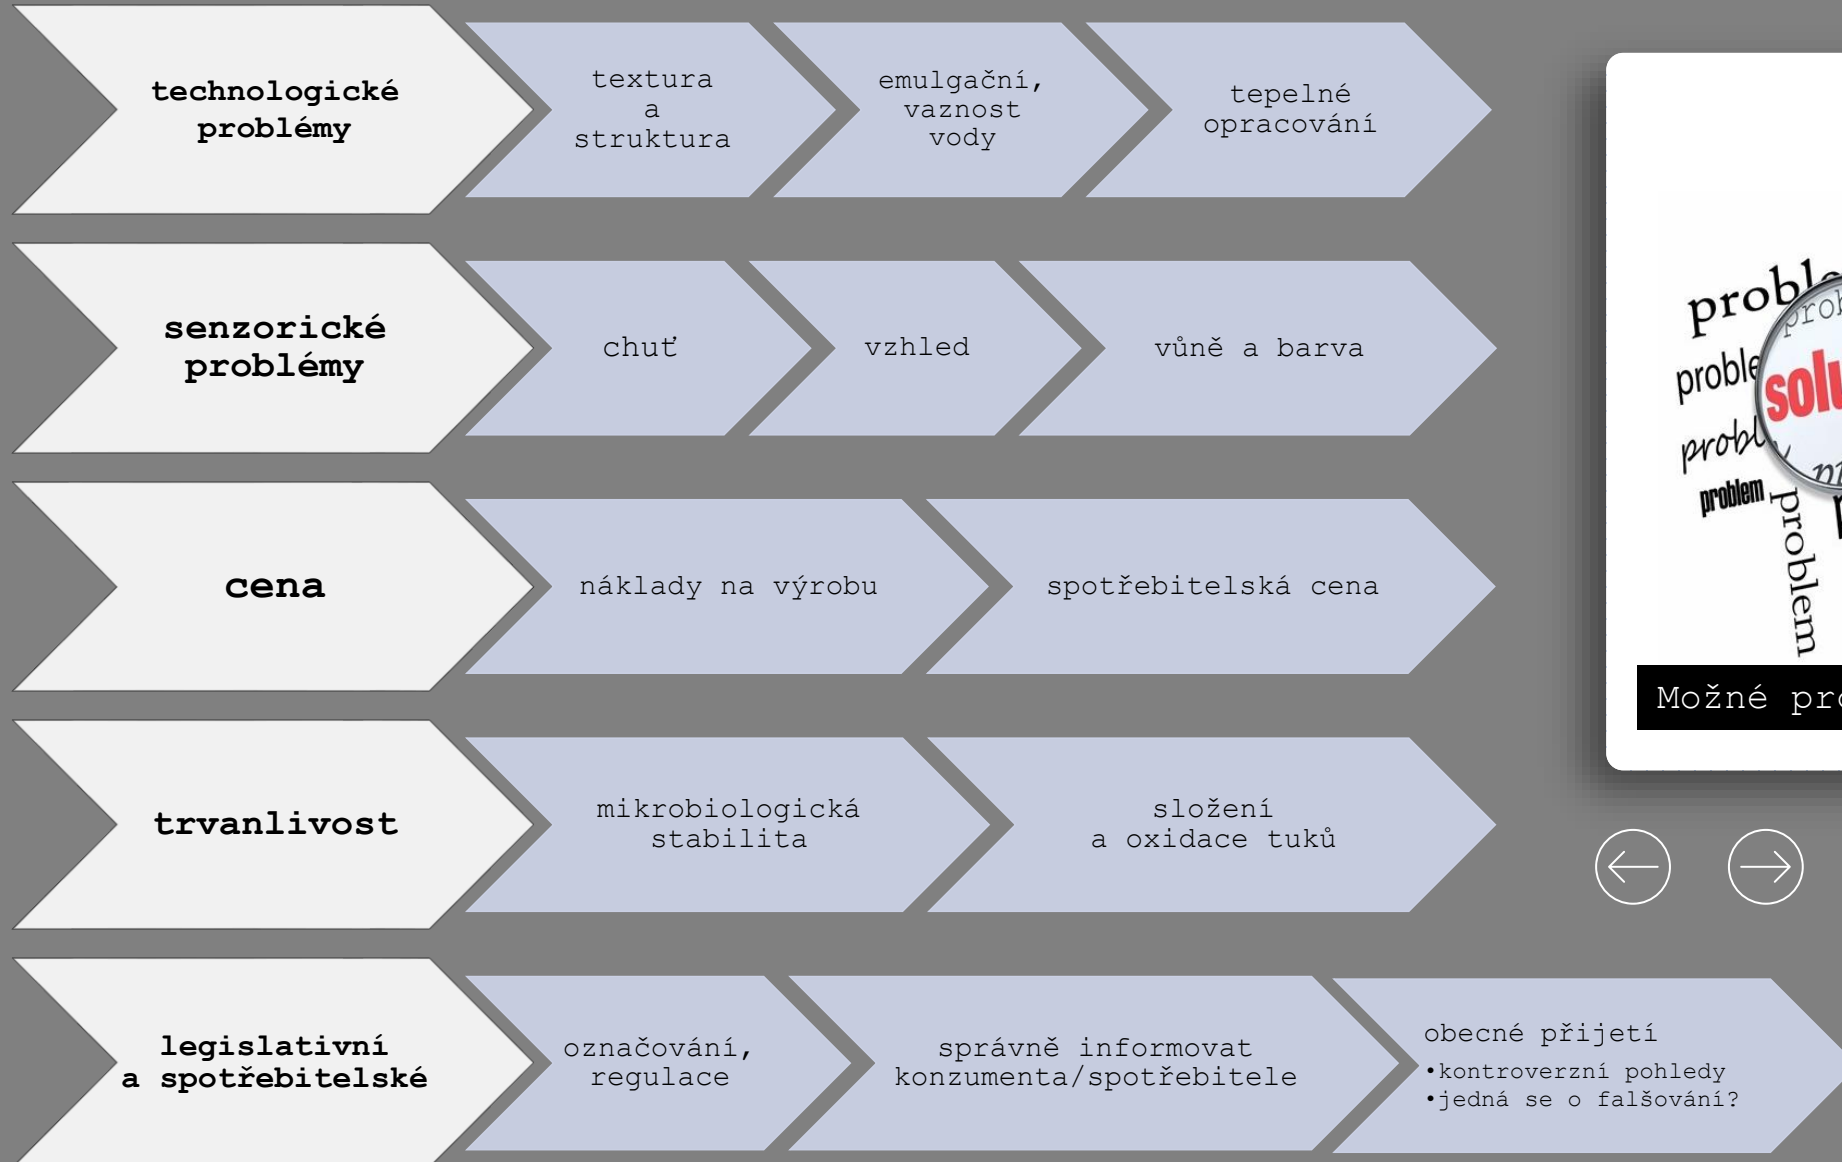 technologické
problémy
textura
a
struktura
emulgační,
vaznost
vody
tepelné
opracování
senzorické
problémy
chuť
vzhled
vůně a barva
cena
náklady na výrobu
spotřebitelská cena
trvanlivost
mikrobiologická
stabilita
složení
a oxidace tuků
legislativní
a spotřebitelské
označování,
regulace
správně informovat
konzumenta/spotřebitele
obecné přijetí
•kontroverzní pohledy
•jedná se o falšování?
problem
problem
Možné